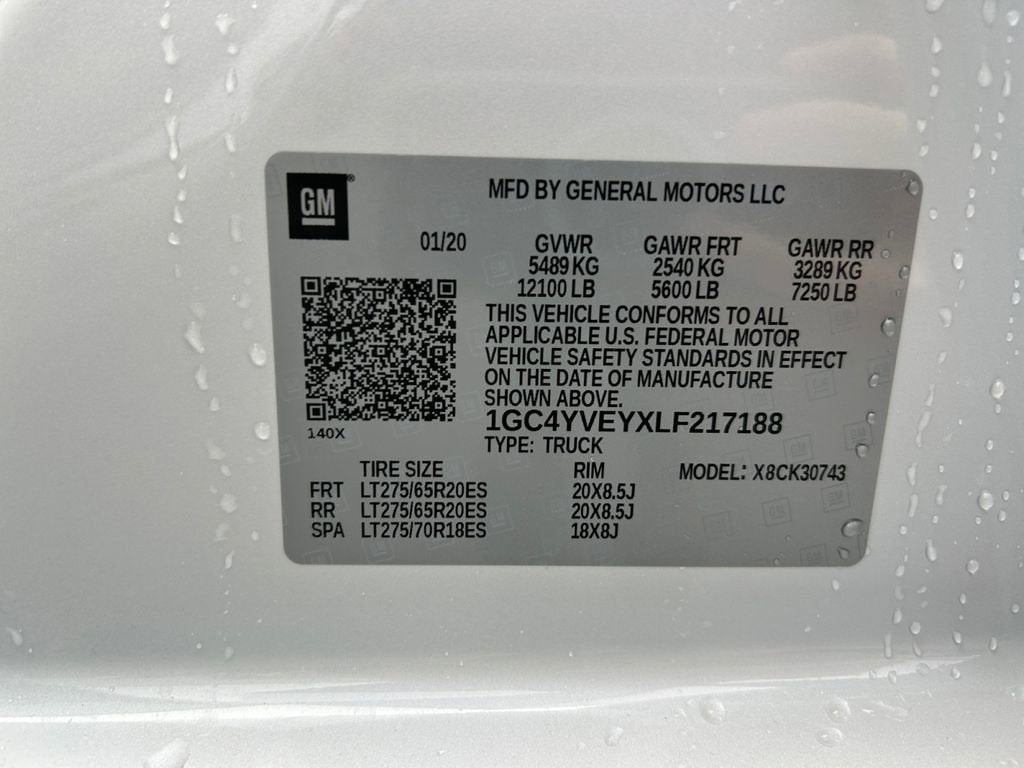 GM®
MFD BY GENERAL MOTORS LLC
01/20 GVWR GAWR FRT GAWR RR
5489 KG 2540 KG 3289 KG
12100 LB 5600 LB 7250 LB
THIS VEHICLE CONFORMS TO ALL
APPLICABLE U.S. FEDERAL MOTOR
VEHICLE SAFETY STANDARDS IN EFFECT
ON THE DATE OF MANUFACTURE
SHOWN ABOVE.
1GC4YVEYXLF217188
140X
TYPE: TRUCK
TIRE SIZE RIM MODEL: X8CK30743
FRT LT275/65R20ES 20X8.5J
RR LT275/65R20ES 20X8.5J
SPA LT275/70R18ES 18X8J